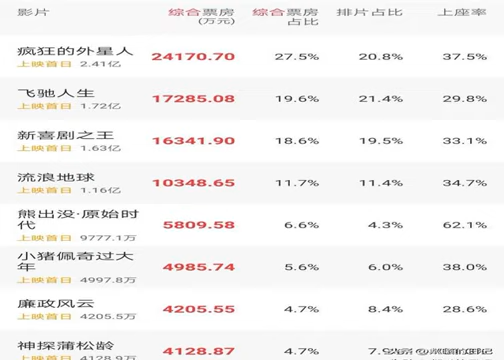 影片 综合票房 综合票房 排片占比 上座率
(万元) 占比
疯狂的外星人 24170.70 27.5% 20.8% 37.5%
上映首日 2.41亿
飞驰人生 17285.08 19.6% 21.4% 29.8%
上映首日 1.72亿
新喜剧之王 16341.90 18.6% 19.5% 33.1%
上映首日 1.63亿
流浪地球 10348.65 11.7% 11.4% 34.7%
上映首日 1.16亿
熊出没·原始时
代 5809.58 6.6% 4.3% 62.1%
上映首日 9777.1万
小猪佩奇过大
年 4985.74 5.6% 6.0% 38.0%
上映首日 4997.8万
廉政风云 4205.55 4.7% 8.4% 28.6%
上映首日 4205.5万
神探蒲松龄 4128.87 4.7% 7.9
上映首日 4128.9万
头条